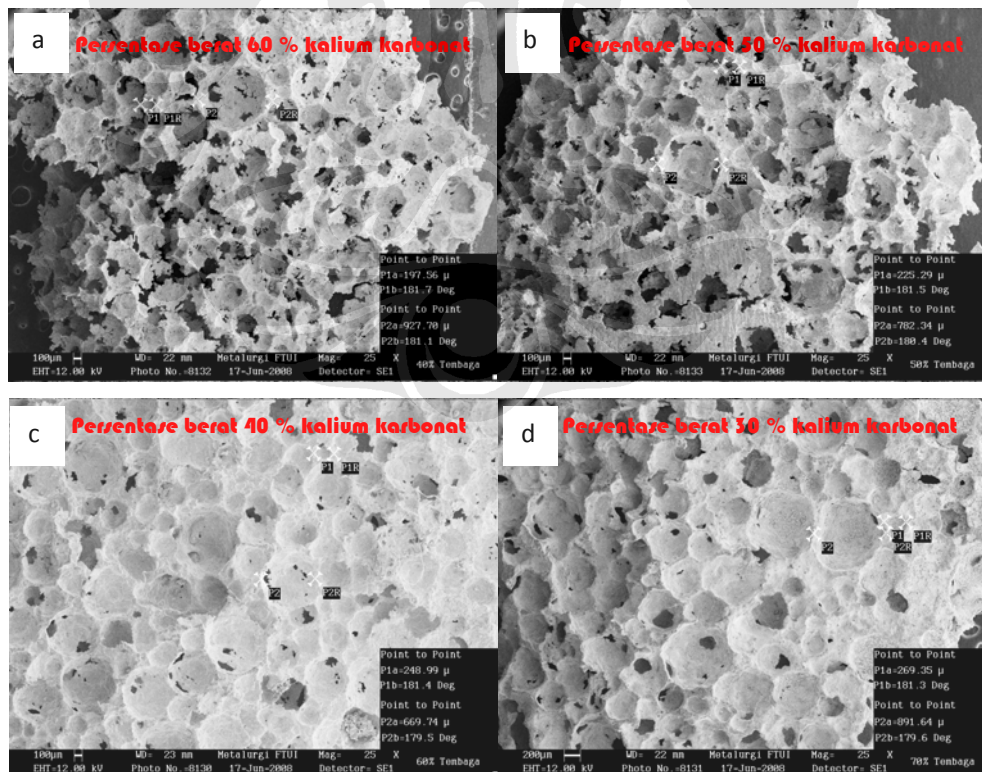 a
Persentase berat 60 % kalium karbonat
P1 P1R P2 P2R
Point to Point
P1a=197.56 µ
P1b=181.7 Deg
Point to Point
P2a=927.70 µ
P2b=181.1 Deg
100µm WD= 22 mm Metalurgi FTUI Mag= 25 X
EHT=12.00 kV Photo No.=8132 17-Jun-2008 Detector= SE1
40% Tembaga
b
Persentase berat 50 % kalium karbonat
P1 P1R
P2 P2R
Point to Point
P1a=225.29 µ
P1b=181.5 Deg
Point to Point
P2a=782.34 µ
P2b=180.4 Deg
100µm WD= 22 mm Metalurgi FTUI Mag= 25 X
EHT=12.00 kV Photo No.=8133 17-Jun-2008 Detector= SE1
50% Tembaga
c
Persentase berat 40 % kalium karbonat
P1 P1R
P2 P2R
Point to Point
P1a=248.99 µ
P1b=181.4 Deg
Point to Point
P2a=669.74 µ
P2b=179.5 Deg
100µm WD= 23 mm Metalurgi FTUI Mag= 25 X
EHT=12.00 kV Photo No.=8130 17-Jun-2008 Detector= SE1
60% Tembaga
d
Persentase berat 30 % kalium karbonat
P1 P1R
P2 P2R
Point to Point
P1a=269.35 µ
P1b=181.3 Deg
Point to Point
P2a=891.64 µ
P2b=179.6 Deg
200µm WD= 22 mm Metalurgi FTUI Mag= 25 X
EHT=12.00 kV Photo No.=8131 17-Jun-2008 Detector= SE1
70% Tembaga